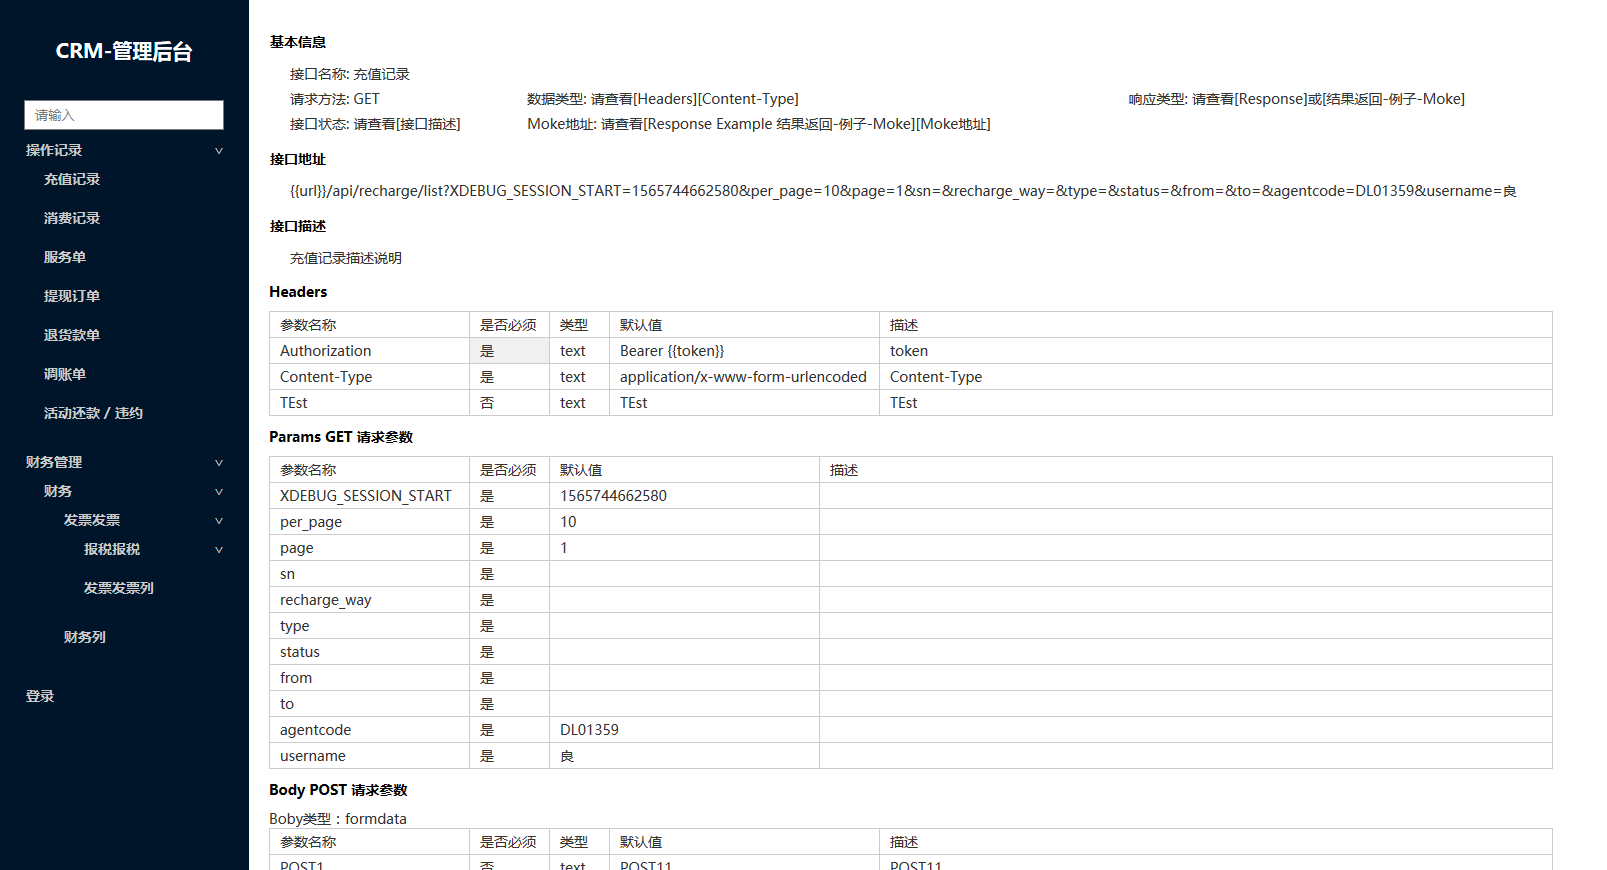 CRM-管理后台
请输入
操作记录
充值记录
消费记录
服务单
提现订单
退货款单
调账单
活动还款 / 违约
财务管理
财务
发票发票
报税报税
发票发票列
财务列
登录
基本信息
接口名称: 充值记录
请求方法: GET 数据类型: 请查看[Headers][Content-Type] 响应类型: 请查看[Response]或[结果返回-例子-Moke]
接口状态: 请查看[接口描述] Moke地址: 请查看[Response Example 结果返回-例子-Moke][Moke地址]
接口地址
{{url}}/api/recharge/list?XDEBUG_SESSION_START=1565744662580&per_page=10&page=1&sn=&recharge_way=&type=&status=&from=&to=&agentcode=DL01359&username=良
接口描述
充值记录描述说明
Headers
参数名称 是否必须 类型 默认值 描述
Authorization 是 text Bearer {{token}} token
Content-Type 是 text application/x-www-form-urlencoded Content-Type
TEst 否 text TEst TEst
Params GET 请求参数
参数名称 是否必须 默认值 描述
XDEBUG_SESSION_START 是 1565744662580
per_page 是 10
page 是 1
sn 是
recharge_way 是
type 是
status 是
from 是
to 是
agentcode 是 DL01359
username 是 良
Body POST 请求参数
Boby类型：formdata
参数名称 是否必须 类型 默认值 描述
POST1 否 text POST11 POST11